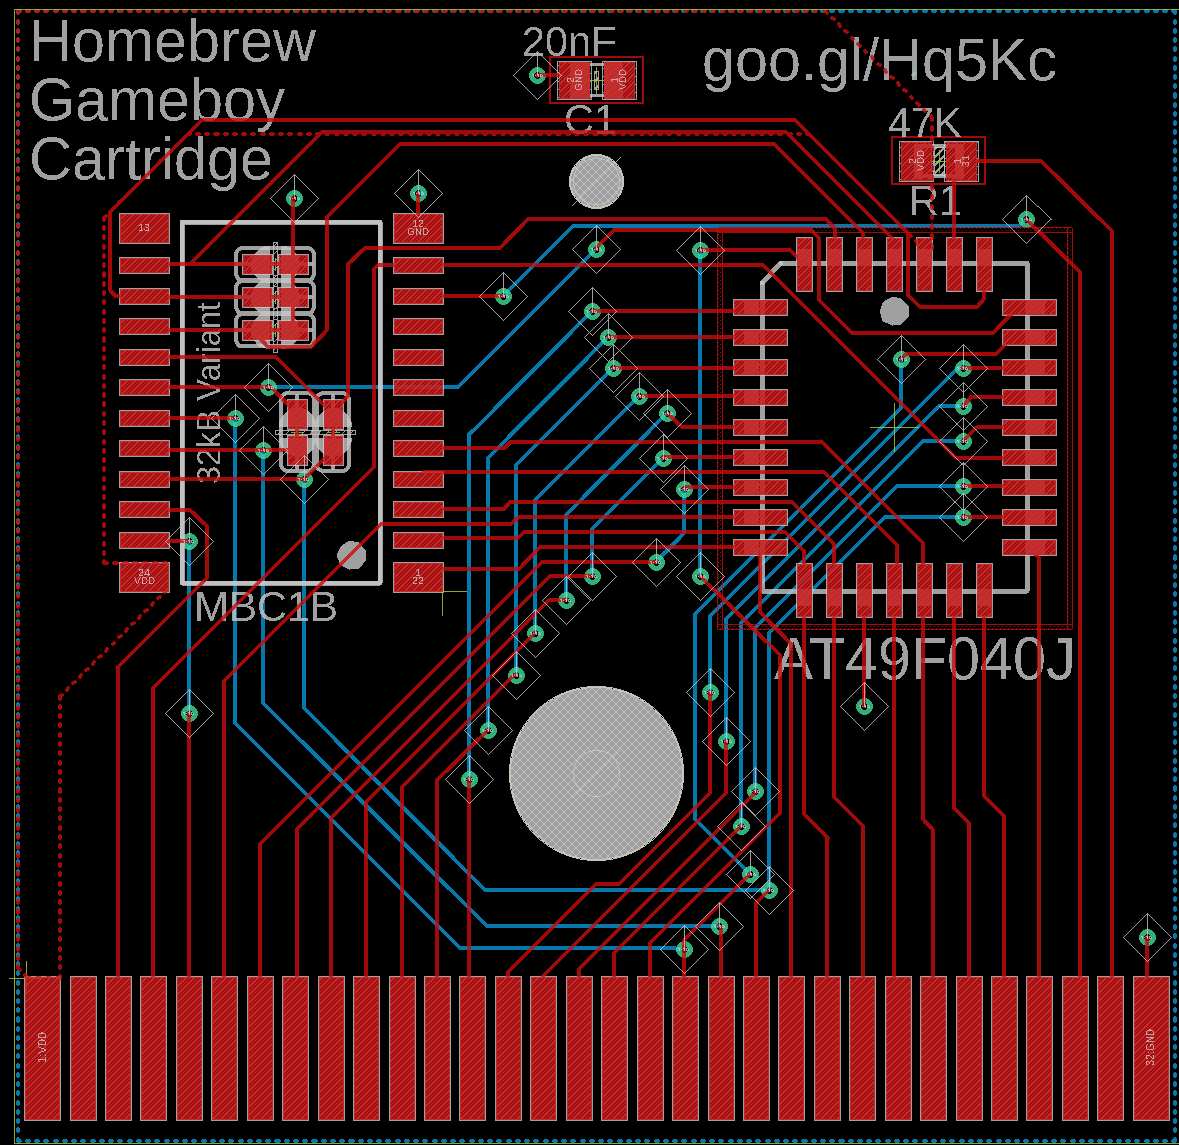 Homebrew
Gameboy
Cartridge
20nF
goo.gl/Hq5Kc
2
GND
1
VDD
C1
47K
2
VDD
1
31
R1
13
12
GND
32kB Variant
24
VDD
1
22
MBC1B
AT49F040J
1:VDD
32:GND